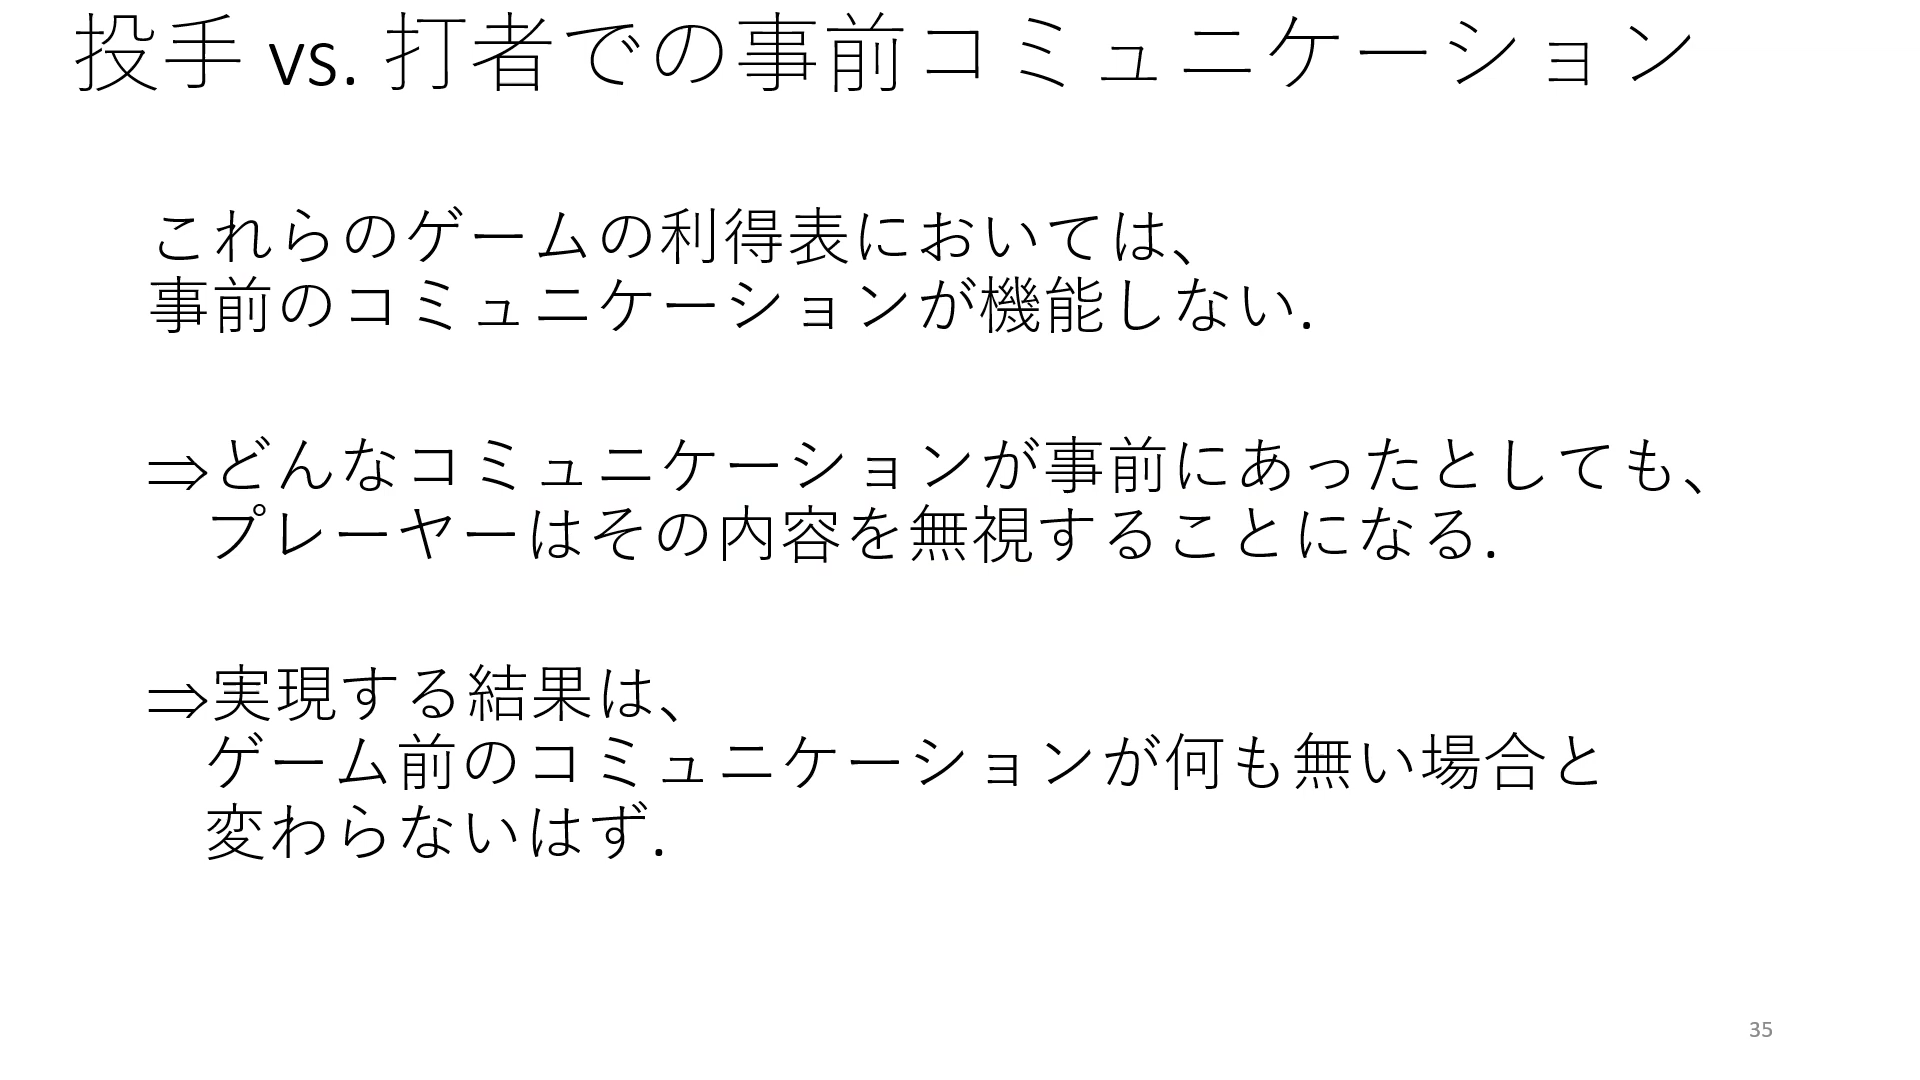 投手 vs. 打者での事前コミュニケーション
これらのゲームの利得表においては、
事前のコミュニケーションが機能しない.
⇒どんなコミュニケーションが事前にあったとしても、
プレーヤーはその内容を無視することになる.
⇒実現する結果は、
ゲーム前のコミュニケーションが何も無い場合と
変わらないはず.
35